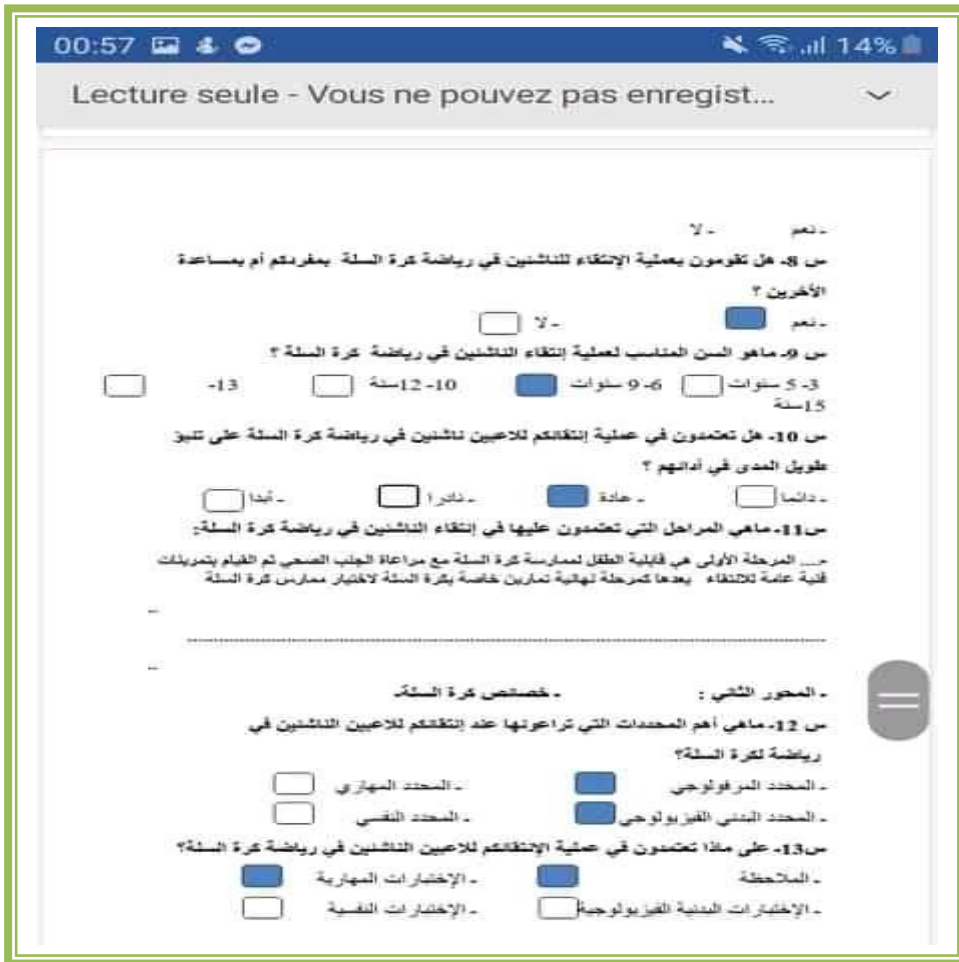 00:57 14%
Lecture seule - Vous ne pouvez pas enregist...
- نعم - لا
س 8- هل تقومون بعملية الإنتقاء للناشئين في رياضة كرة السلة بمفردكم أم بمساعدة
الأخرين ؟
- نعم - لا
س 9- ماهو السن المناسب لعملية إنتقاء الناشئين في رياضة كرة السلة ؟
3- 5 سنوات 6- 9 سنوات 10- 12سنة 13-
15سنة
س 10- هل تعتمدون في عملية إنتقائكم للاعبين ناشئين في رياضة كرة السلة على تنبؤ
طويل المدى في أدائهم ؟
- دائما - عادة - نادرا - أبدا
س11- ماهي المراحل التي تعتمدون عليها في إنتقاء الناشئين في رياضة كرة السلة:
المرحلة الأولى هي قابلية الطفل لممارسة كرة السلة مع مراعاة الجنب الصحي ثم القيام بتمرينات
فنية عامة للانتقاء بعدها كمرحلة نهائية تمارين خاصة بكرة السلة لاختيار ممارس كرة السلة
- المحور الثاني : - خصائص كرة السلة-
س 12- ماهي أهم المحددات التي تراعونها عند إنتقائكم للاعبين الناشئين في
رياضة لكرة السلة؟
- المحدد المرفولوجي - المحدد المهاري
- المحدد البدني الفيزيولوجي - المحدد النفسي
س13- على ماذا تعتمدون في عملية الإنتقائكم للاعبين الناشئين في رياضة كرة السلة؟
- الملاحظة - الإختبارات المهارية
- الإختبارات البدنية الفيزيولوجية - الإختبارات النفسية